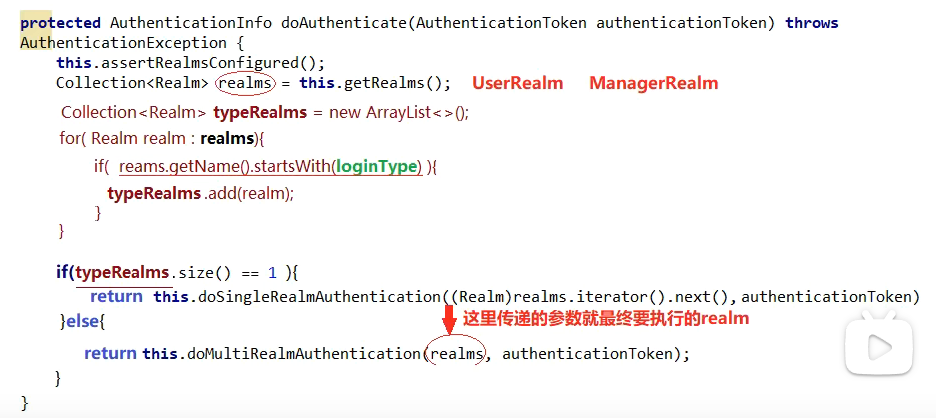 protected AuthenticationInfo doAuthenticate(AuthenticationToken authenticationToken) throws
AuthenticationException {
this.assertRealmsConfigured();
Collection<Realm> realms = this.getRealms(); UserRealm ManagerRealm
Collection<Realm> typeRealms = new ArrayList<>();
for( Realm realm : realms){
if( reams.getName().startsWith(loginType) ){
typeRealms .add(realm);
}
}
if(typeRealms.size() == 1 ){
return this.doSingleRealmAuthentication((Realm)realms.iterator().next(), authenticationToken)
}else{ 这里传递的参数就最终要执行的realm
return this.doMultiRealmAuthentication(realms, authenticationToken);
}
}